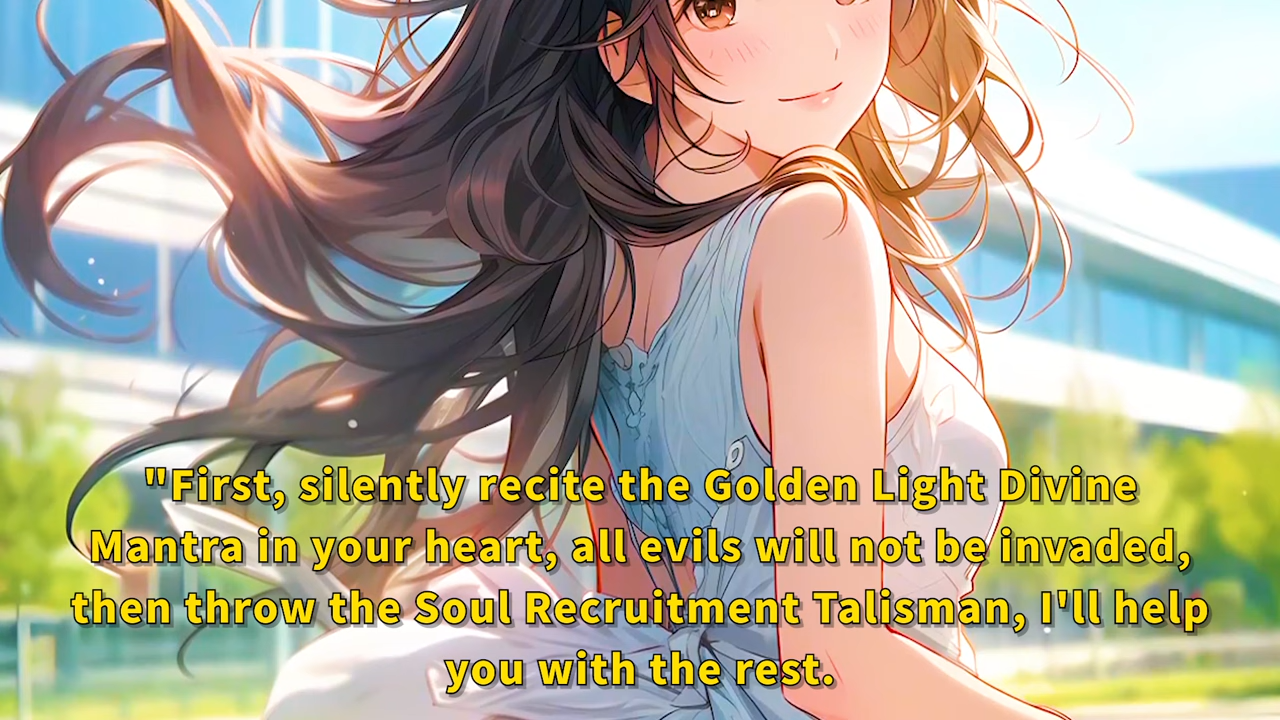 "First, silently recite the Golden Light Divine
Mantra in your heart, all evils will not be invaded,
then throw the Soul Recruitment Talisman, I'll help
you with the rest.